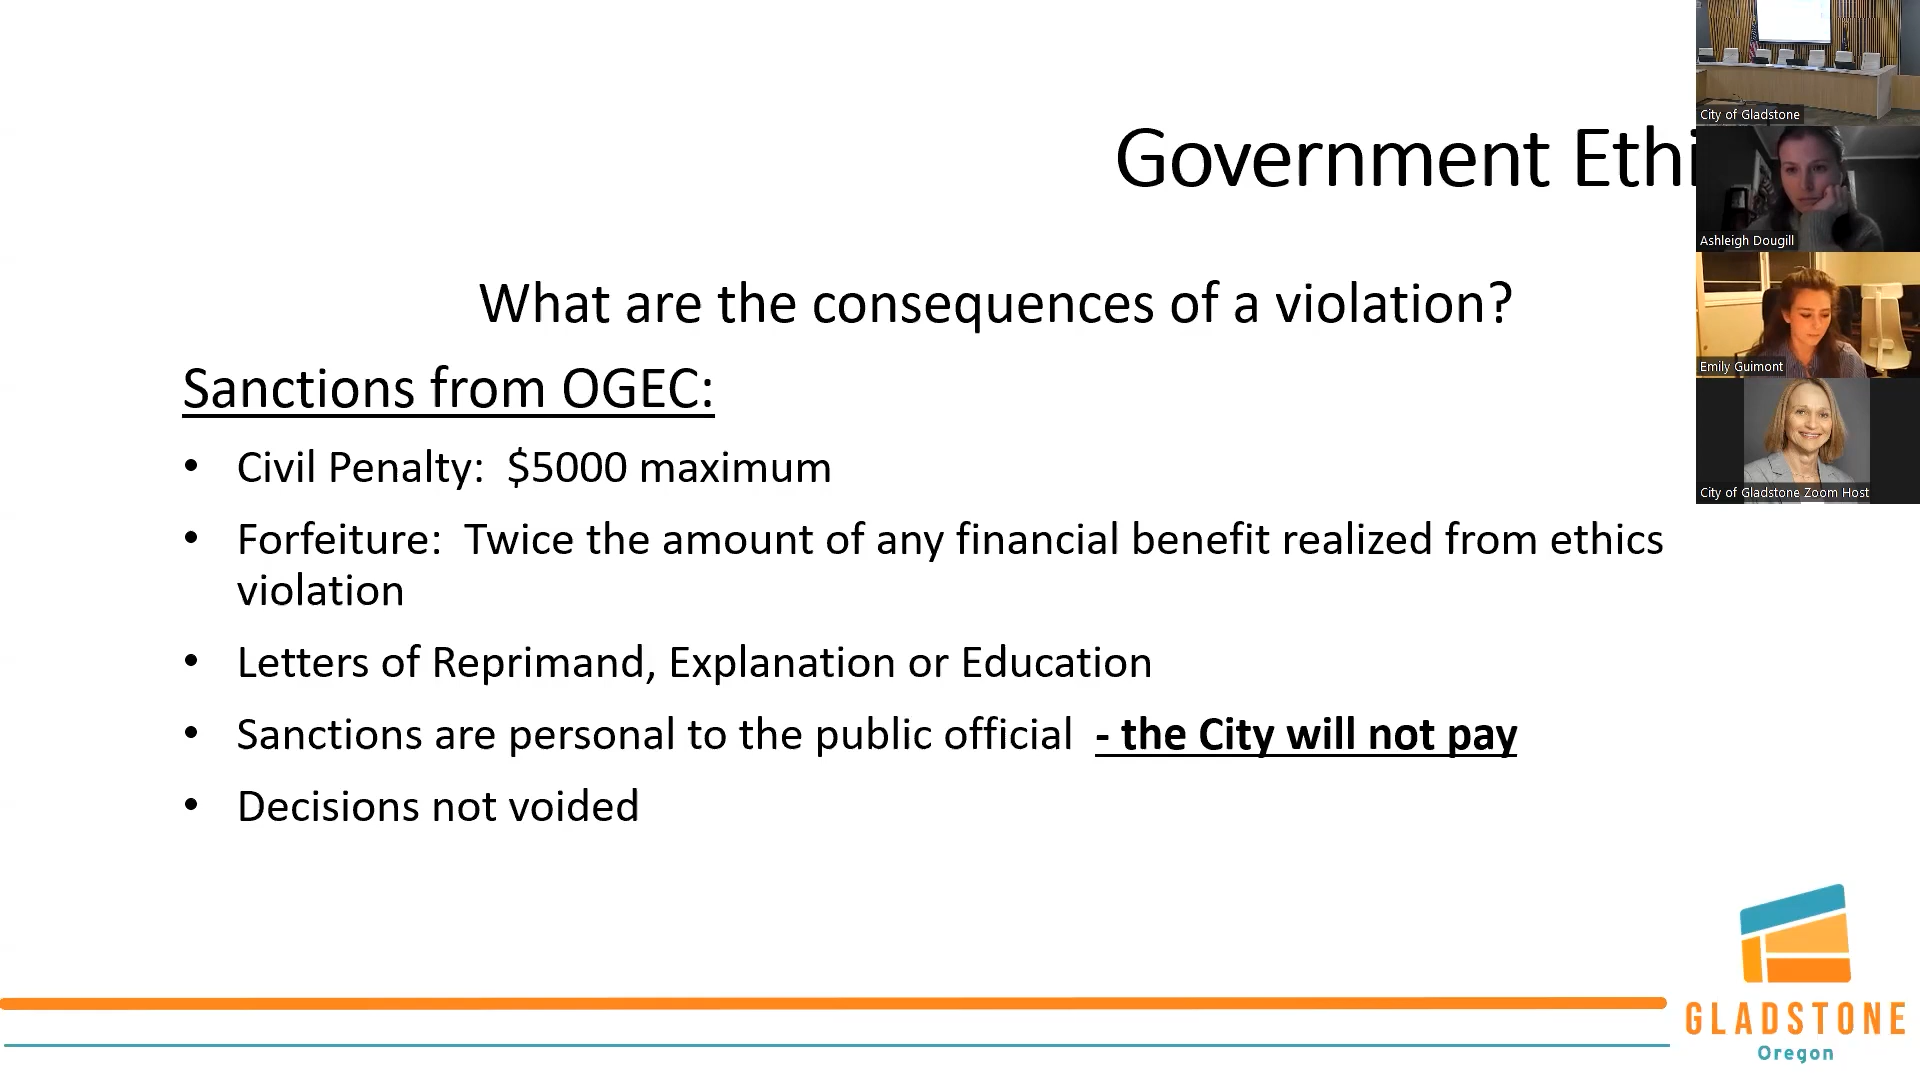 Government Ethi
What are the consequences of a violation?
Sanctions from OGEC:
• Civil Penalty:  $5000 maximum
• Forfeiture:  Twice the amount of any financial benefit realized from ethics
violation
• Letters of Reprimand, Explanation or Education
• Sanctions are personal to the public official  - the City will not pay
• Decisions not voided
City of Gladstone
Ashleigh Dougill
Emily Guimont
City of Gladstone Zoom Host
GLADSTONE
Oregon